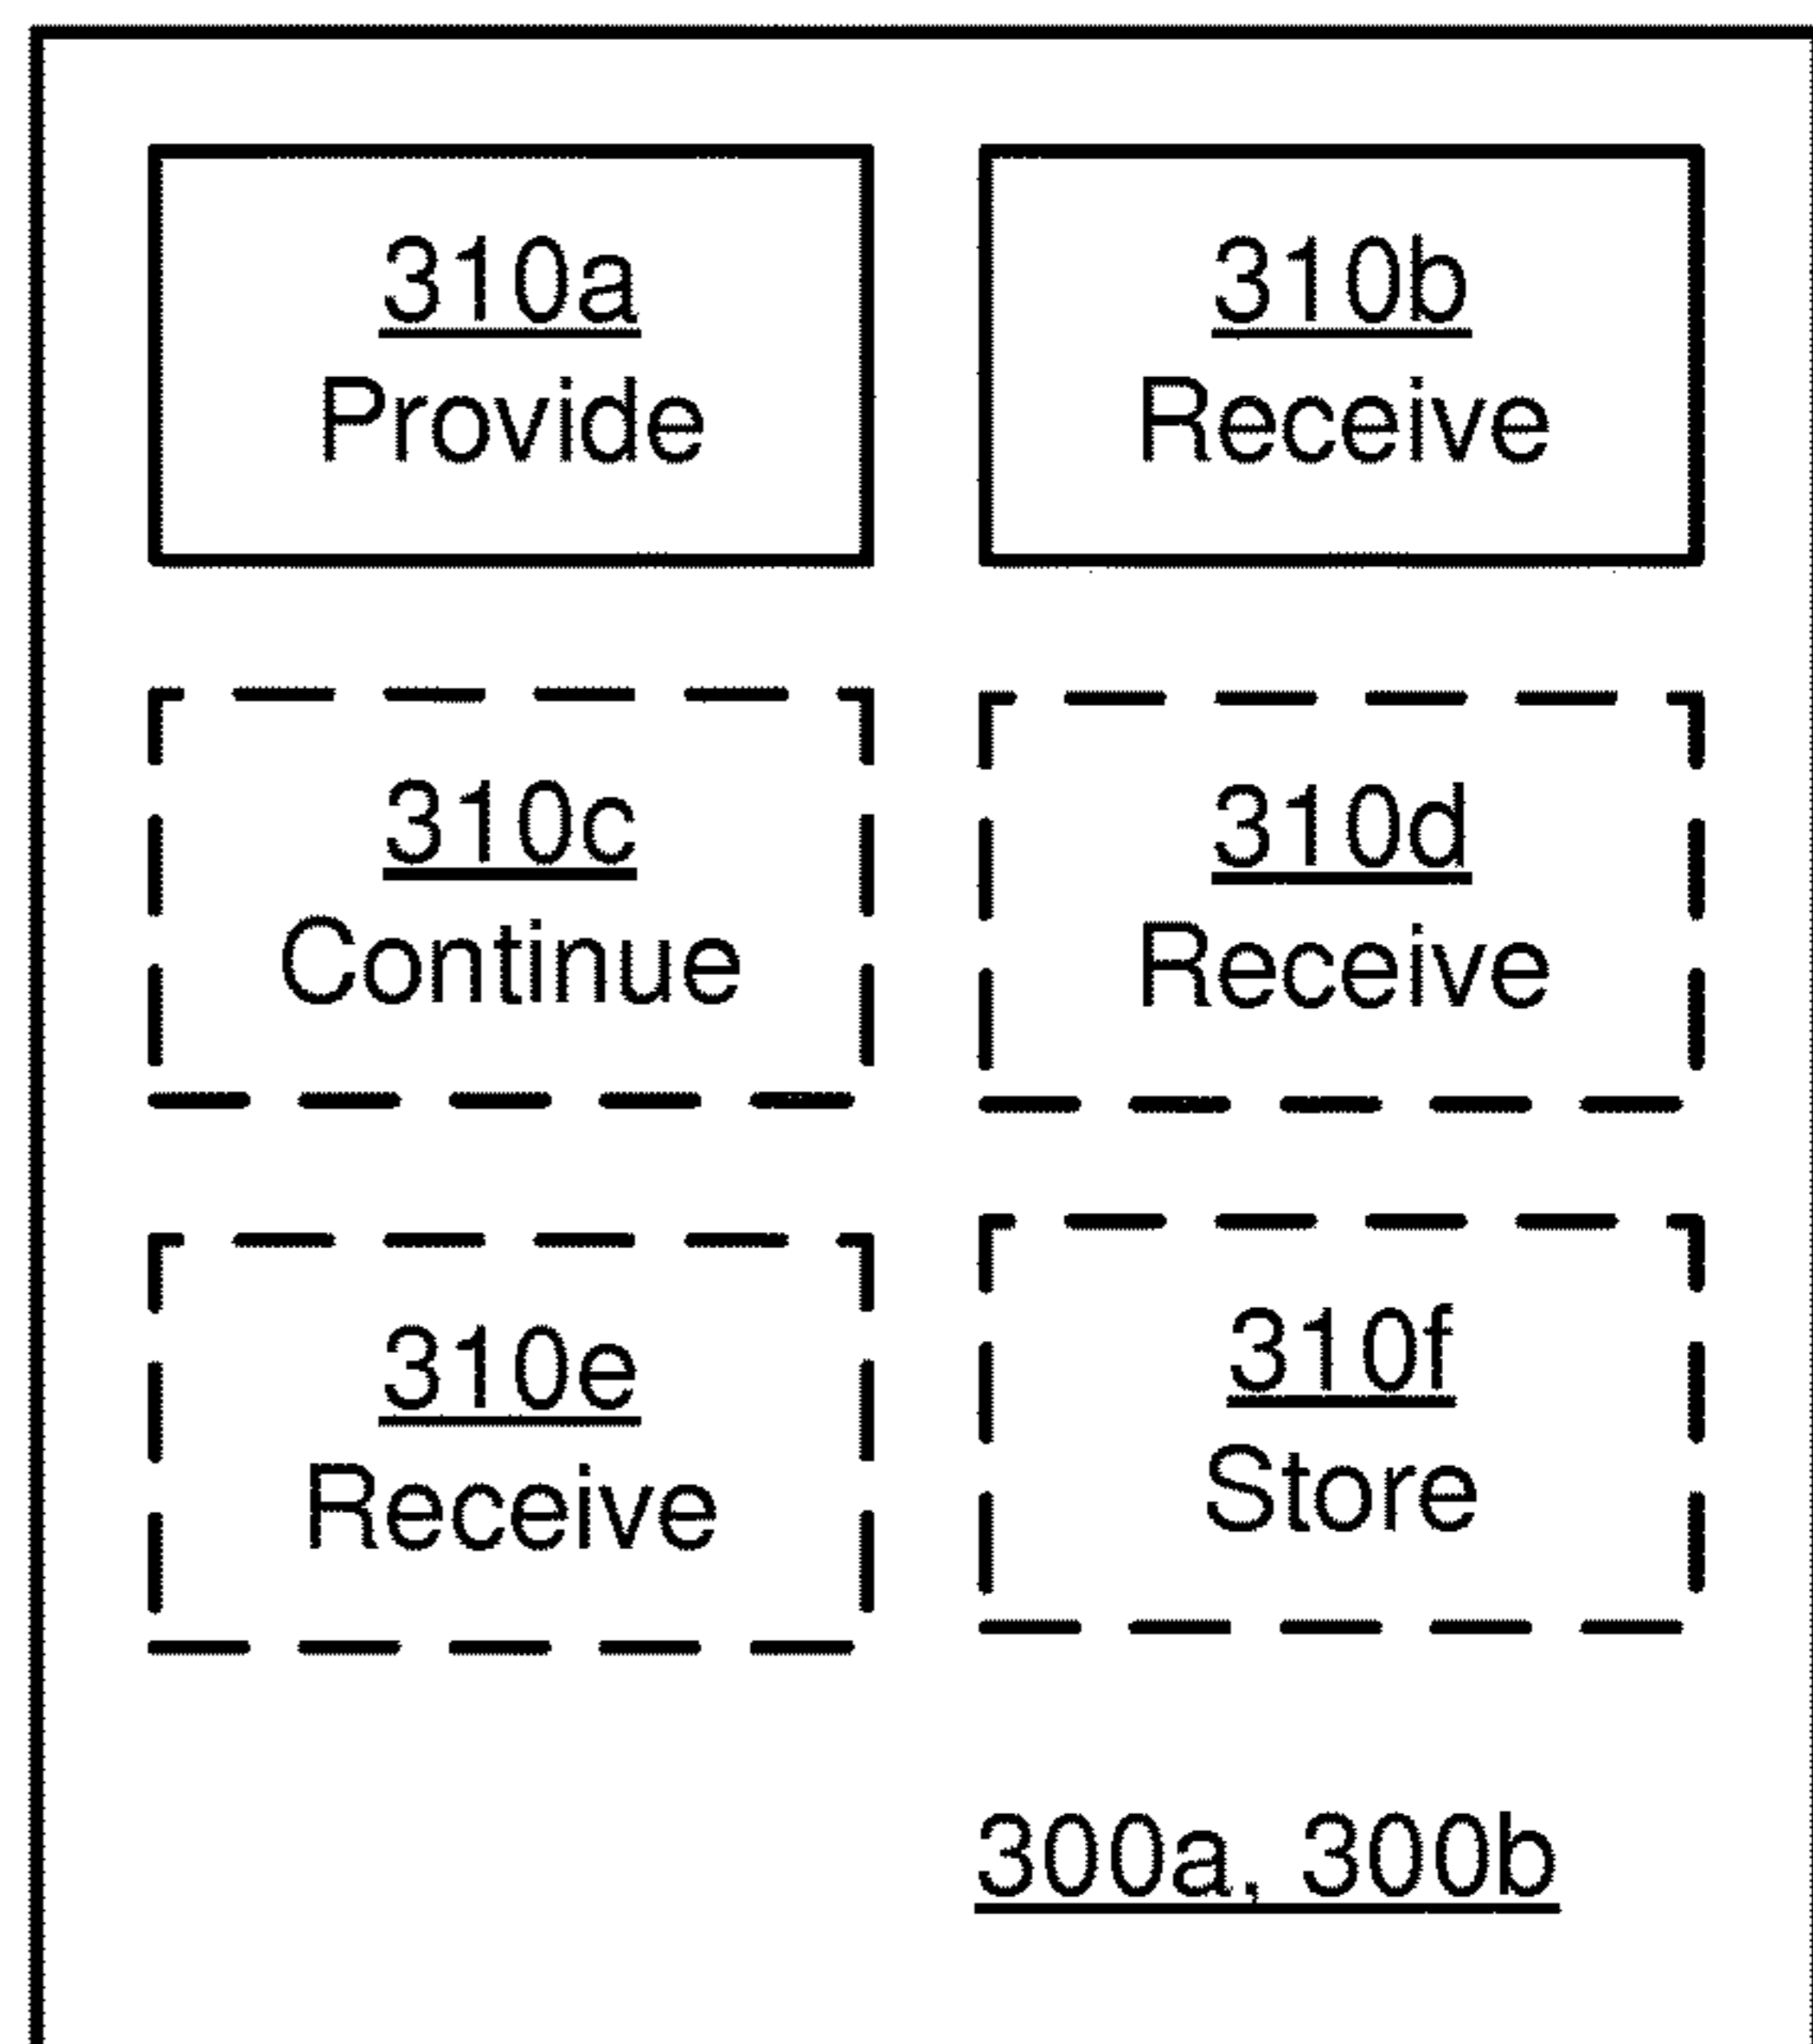 310a
Provide
310b
Receive
310c
Continue
310d
Receive
310e
Receive
310f
Store
300a, 300b